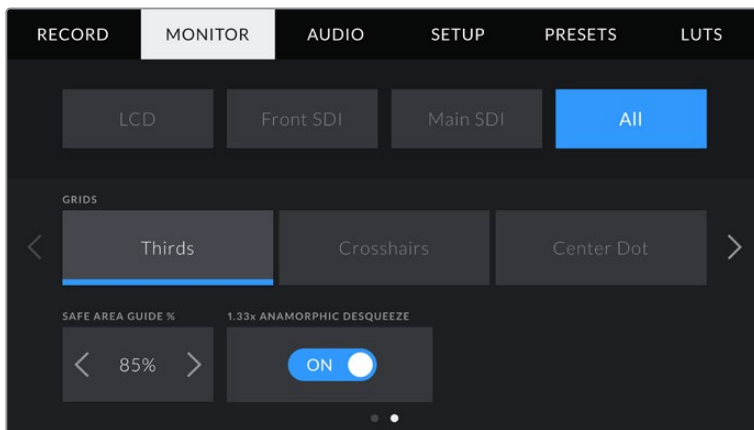 RECORD MONITOR AUDIO SETUP PRESETS LUTS
LCD Front SDI Main SDI All
GRIDS
Thirds Crosshairs Center Dot
SAFE AREA GUIDE % 1.33x ANAMORPHIC DESQUEEZE
85% ON